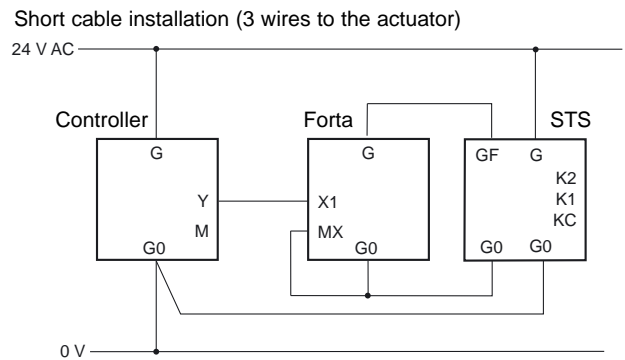 Short cable installation (3 wires to the actuator)
24 V AC
Controller
Forta
STS
G
G
GF
G
K2
K1
KC
Y
X1
M
MX
G0
G0
G0
G0
0 V